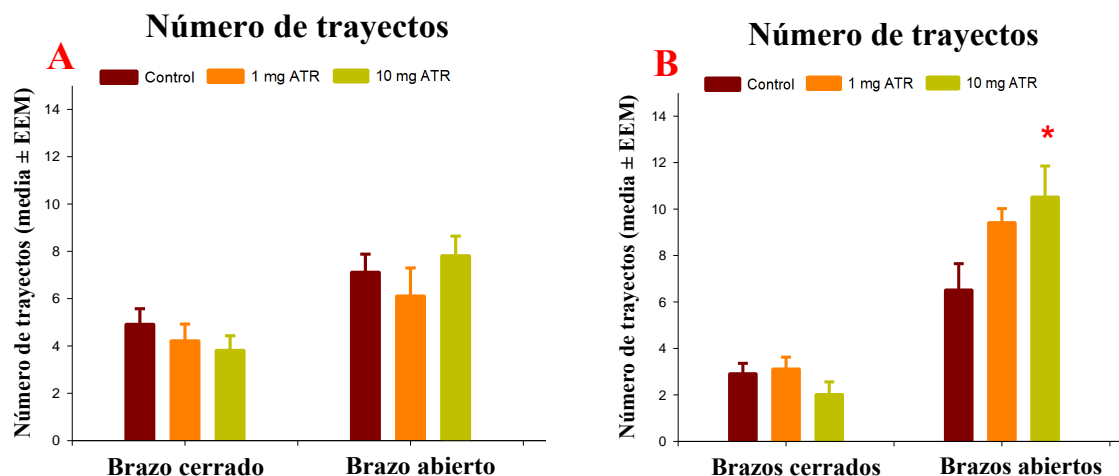 Número de trayectos
A
Control 1 mg ATR 10 mg ATR
Número de trayectos (media ± EEM)
14
12
10
8
6
4
2
0
Brazo cerrado Brazo abierto
Número de trayectos
B
Control 1 mg ATR 10 mg ATR
Número de trayectos (media ± EEM)
14
*
12
10
8
6
4
2
0
Brazos cerrados Brazos abiertos